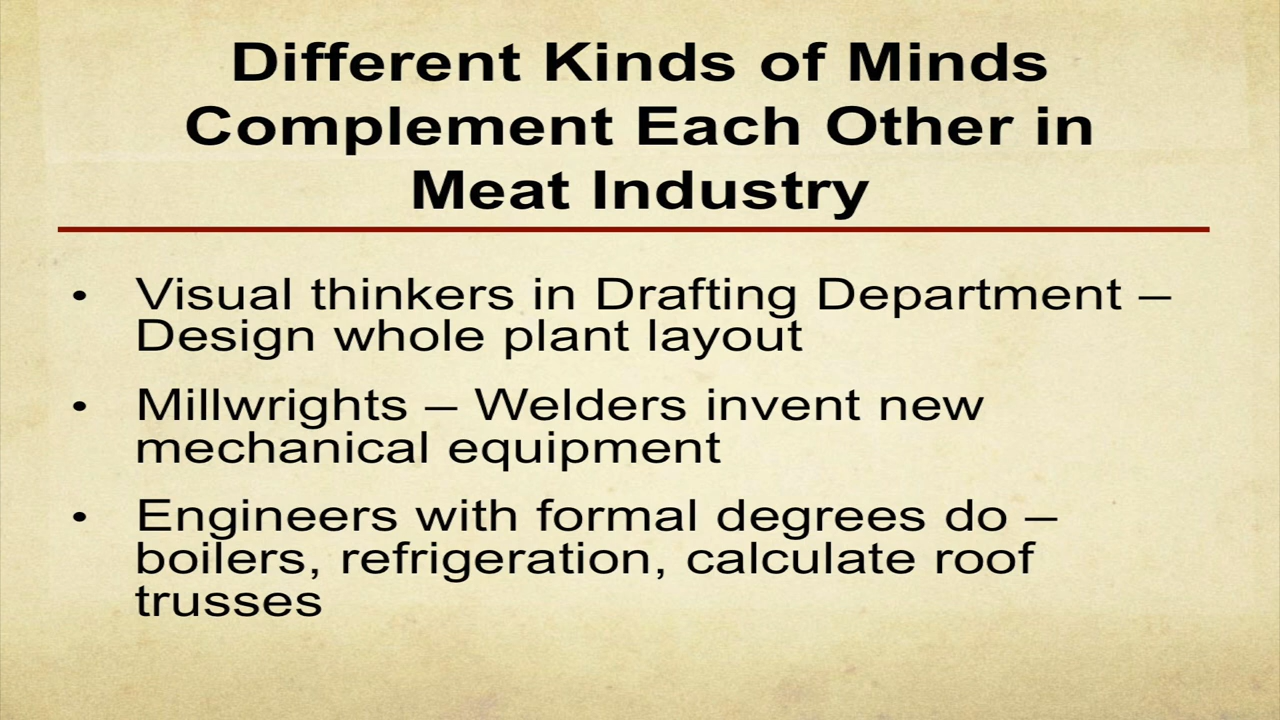 Different Kinds of Minds
Complement Each Other in
Meat Industry
• Visual thinkers in Drafting Department –
Design whole plant layout
• Millwrights – Welders invent new
mechanical equipment
• Engineers with formal degrees do –
boilers, refrigeration, calculate roof
trusses